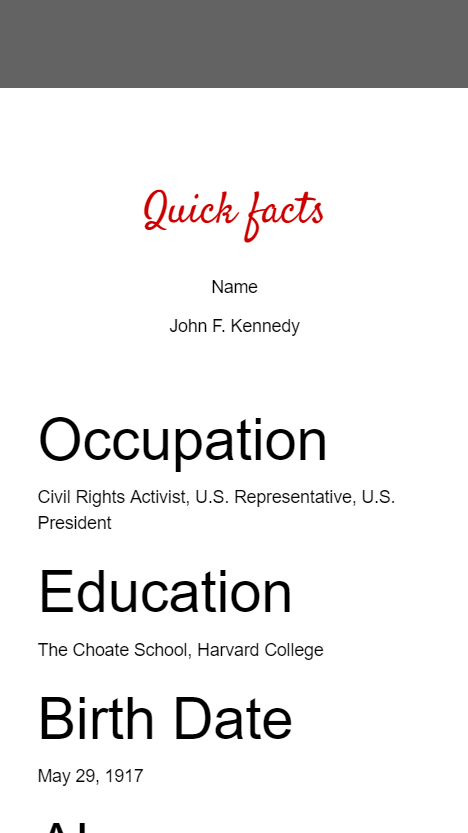 Quick facts
Name
John F. Kennedy
Occupation
Civil Rights Activist, U.S. Representative, U.S.
President
Education
The Choate School, Harvard College
Birth Date
May 29, 1917